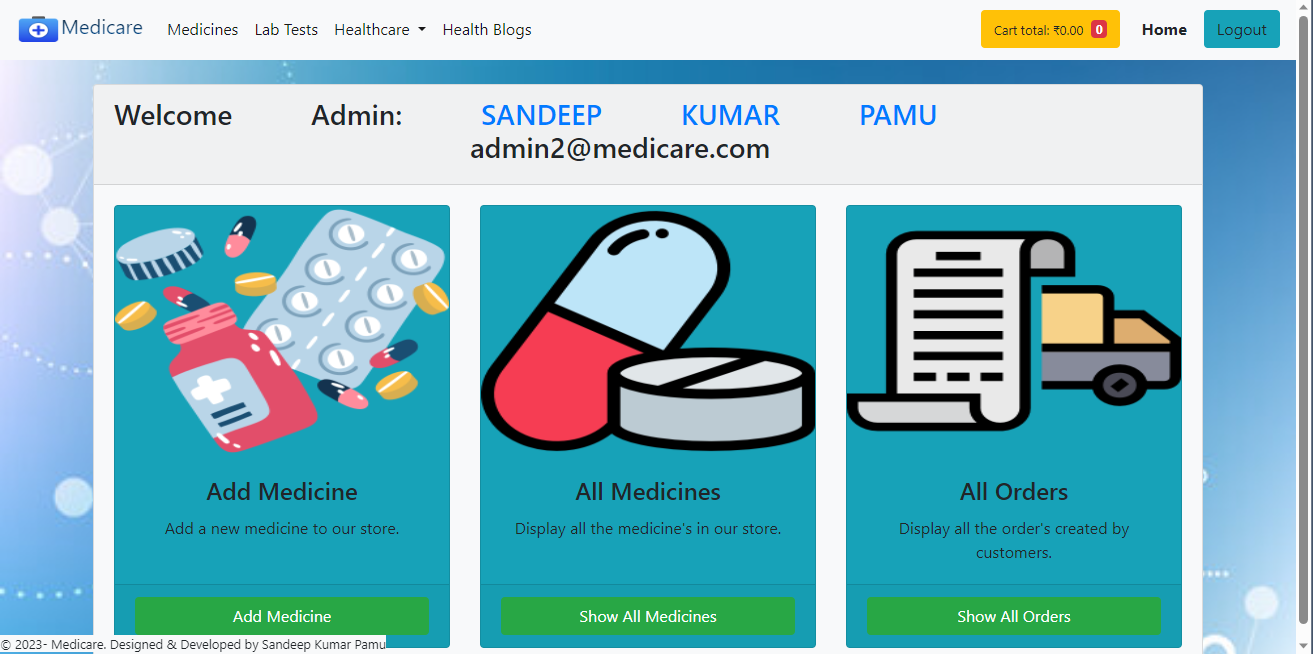 Medicare Medicines Lab Tests Healthcare Health Blogs Cart total: ₹0.00 0 Home Logout
Welcome Admin: SANDEEP KUMAR PAMU
admin2@medicare.com
Add Medicine
Add a new medicine to our store.
Add Medicine
All Medicines
Display all the medicine's in our store.
Show All Medicines
All Orders
Display all the order's created by
customers.
Show All Orders
© 2023- Medicare. Designed & Developed by Sandeep Kumar Pamu